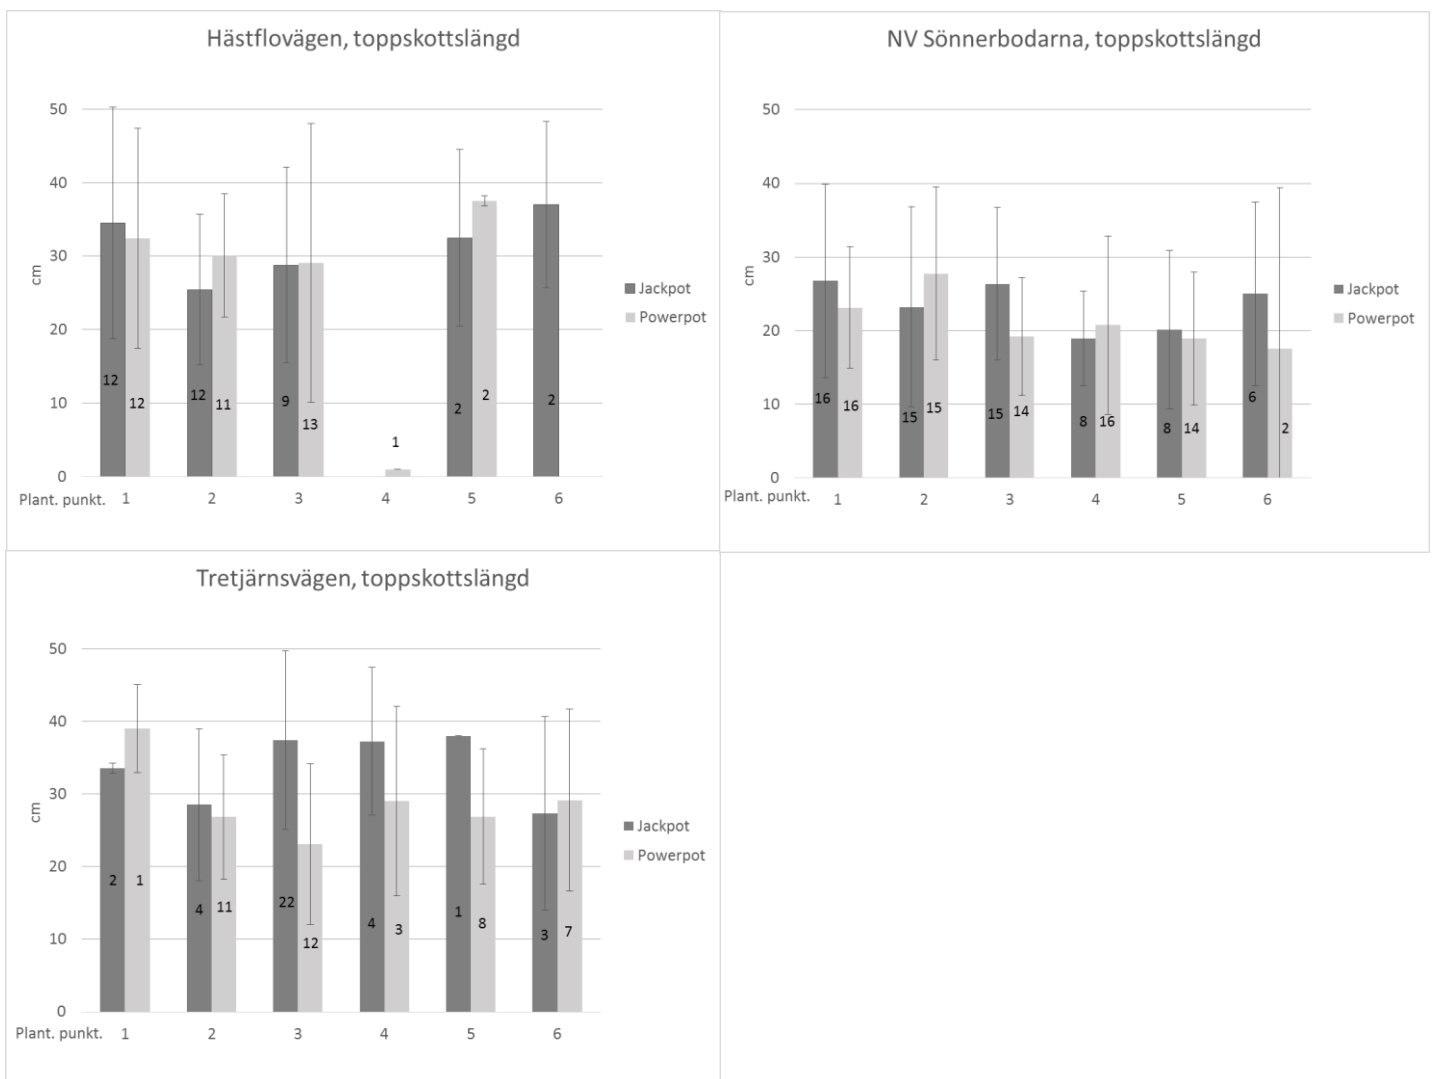 Hästflovägen, toppskottslängd
50
40
30
20
10
0
cm
12
12
12
11
9
13
1
2
2
2
Plant. punkt.
1 2 3 4 5 6
Jackpot
Powerpot
NV Sönnerbodarna, toppskottslängd
50
40
30
20
10
0
cm
16
16
15
15
15
14
8
16
8
14
6
2
Plant. punkt.
1 2 3 4 5 6
Jackpot
Powerpot
Tretjärnsvägen, toppskottslängd
50
40
30
20
10
0
cm
2
1
4
11
22
12
4
3
1
8
3
7
Plant. punkt.
1 2 3 4 5 6
Jackpot
Powerpot